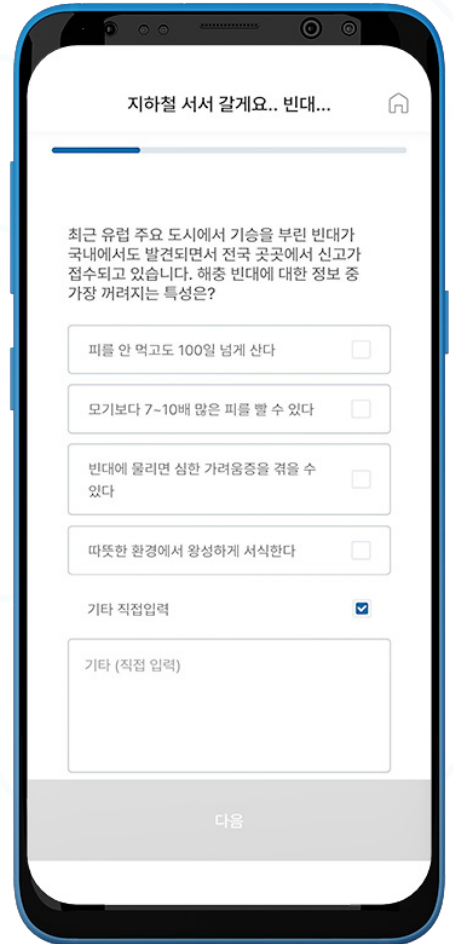 지하철 서서 갈게요.. 빈대...
최근 유럽 주요 도시에서 기승을 부린 빈대가
국내에서도 발견되면서 전국 곳곳에서 신고가
접수되고 있습니다. 해충 빈대에 대한 정보 중
가장 꺼려지는 특성은?
피를 안 먹고도 100일 넘게 산다
모기보다 7~10배 많은 피를 빨 수 있다
빈대에 물리면 심한 가려움증을 겪을 수
있다
따뜻한 환경에서 왕성하게 서식한다
기타 직접입력
기타 (직접 입력)
다음